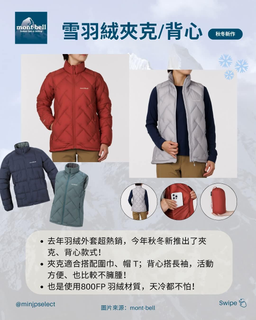 mont-bell
雪羽絨夾克/背心
秋冬新作
去年羽絨外套超熱銷，今年秋冬新推出了夾
克、背心款式！
夾克適合搭配圍巾、帽 T；背心搭長袖，活動
方便、也比較不臃腫！
也是使用800FP 羽絨材質，天冷都不怕！
@minjpselect
圖片來源：mont bell
Swipe